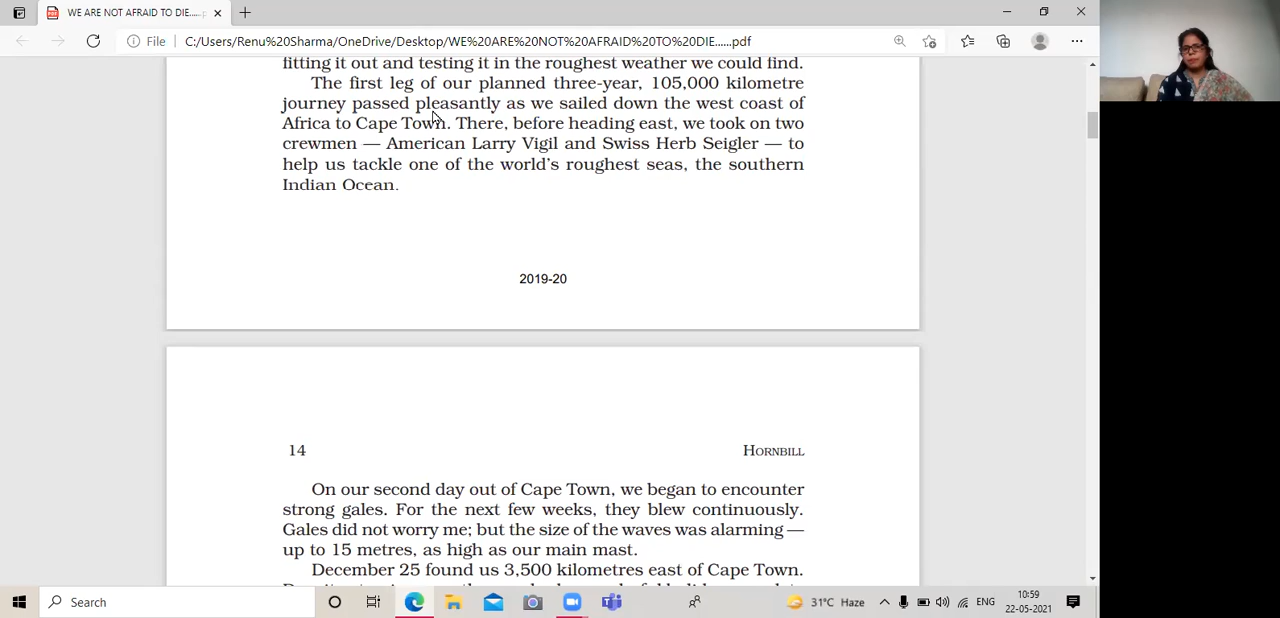 WE ARE NOT AFRAID TO DIE.....
File
C:/Users/Renu%20Sharma/OneDrive/Desktop/WE%20ARE%20NOT%20AFRAID%20TO%20DIE......pdf
fitting it out and testing it in the roughest weather we could find.
The first leg of our planned three-year, 105,000 kilometre
journey passed pleasantly as we sailed down the west coast of
Africa to Cape Town. There, before heading east, we took on two
crewmen — American Larry Vigil and Swiss Herb Seigler — to
help us tackle one of the world's roughest seas, the southern
Indian Ocean.
2019-20
14 HORNBILL
On our second day out of Cape Town, we began to encounter
strong gales. For the next few weeks, they blew continuously.
Gales did not worry me; but the size of the waves was alarming —
up to 15 metres, as high as our main mast.
December 25 found us 3,500 kilometres east of Cape Town.
Search
31°C Haze
ENG
10:59
22-05-2021